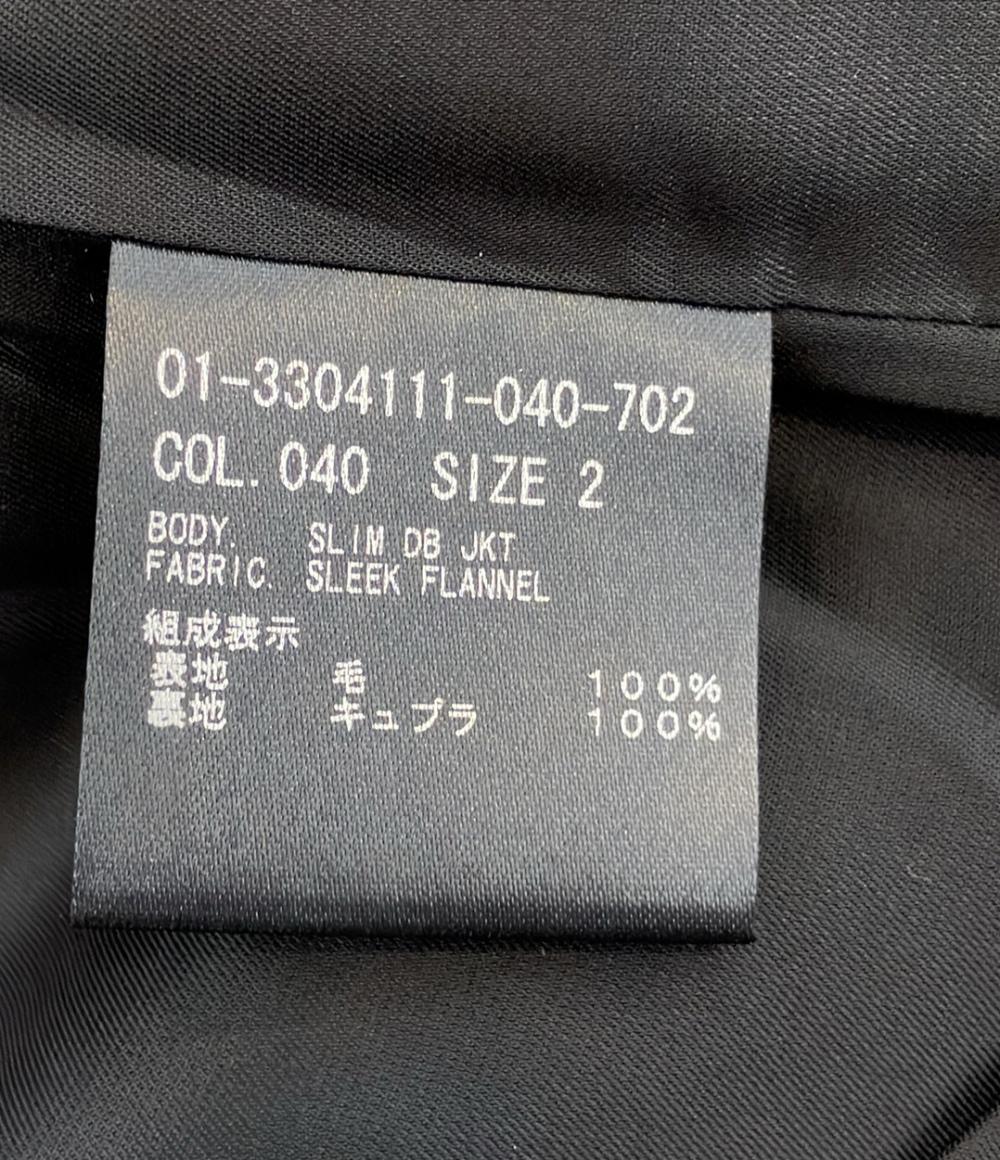 01-3304111-040-702
COL. 040 SIZE 2
BODY. SLIM DB JKT
FABRIC. SLEEK FLANNEL
組成表示
表地 毛 100%
裏地 キュプラ 100%